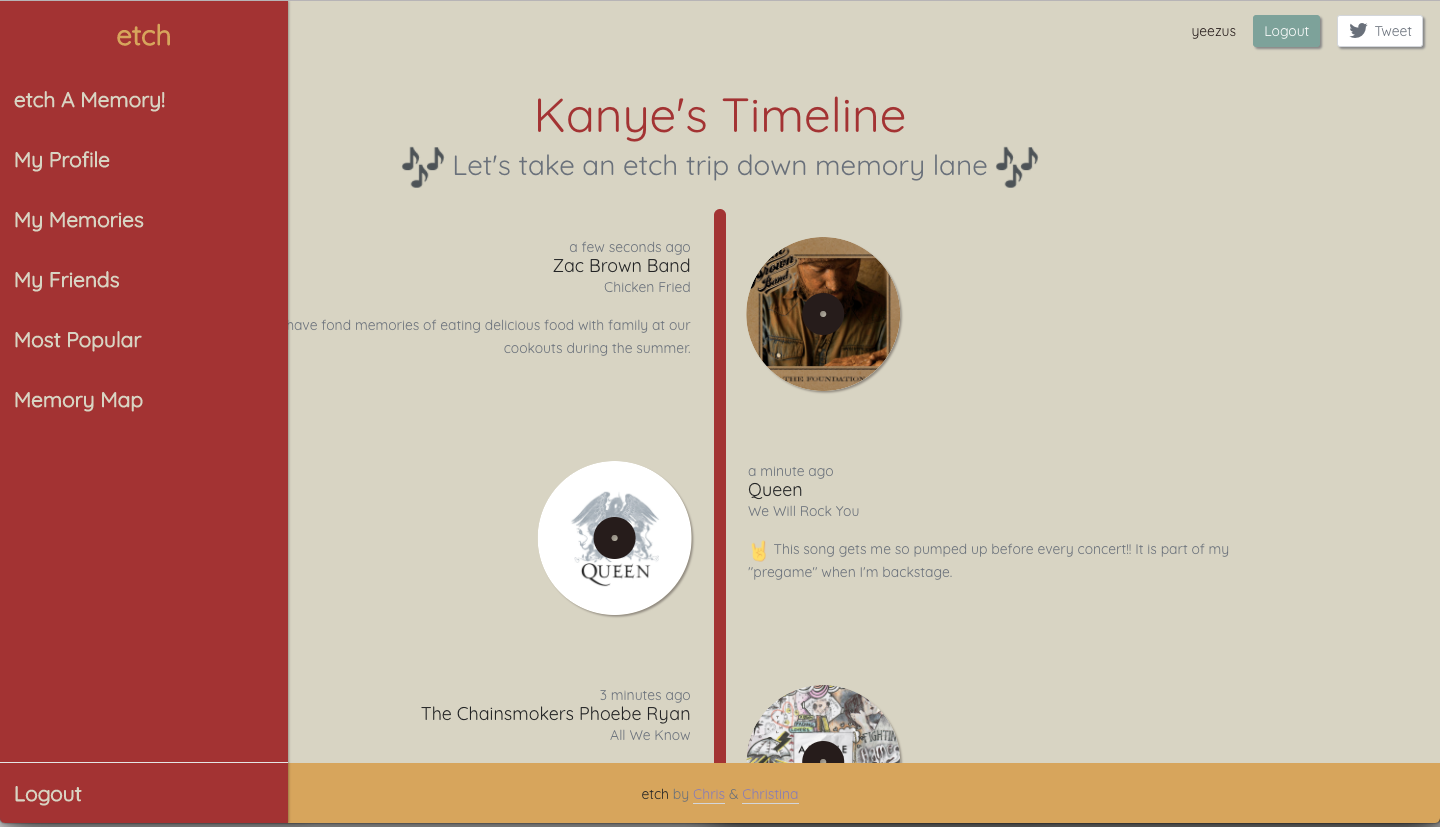 etch
etch A Memory!
My Profile
My Memories
My Friends
Most Popular
Memory Map
Logout
yeezus
Logout
Tweet
Kanye's Timeline
Let's take an etch trip down memory lane
a few seconds ago
Zac Brown Band
Chicken Fried
have fond memories of eating delicious food with family at our
cookouts during the summer.
Brown
Band
THE FOUNDATION
QUEEN
a minute ago
Queen
We Will Rock You
This song gets me so pumped up before every concert!! It is part of my
"pregame" when I'm backstage.
3 minutes ago
The Chainsmokers Phoebe Ryan
All We Know
etch by Chris & Christina